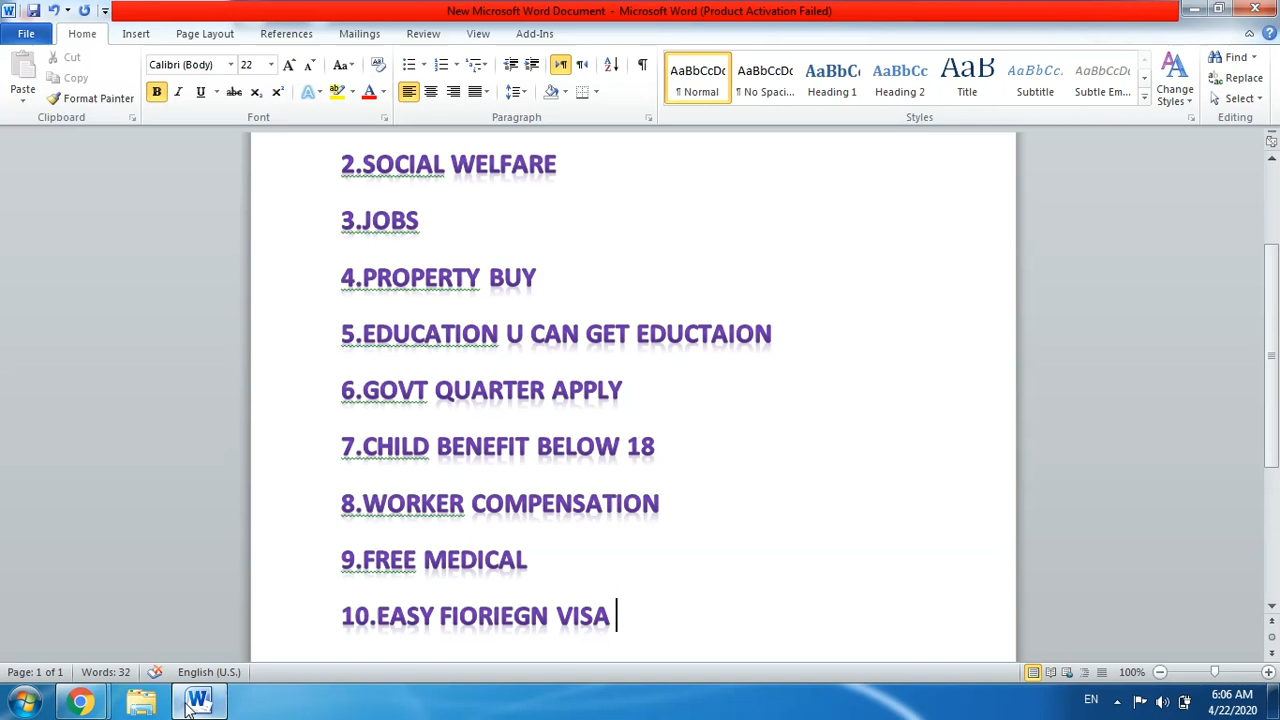 New Microsoft Word Document - Microsoft Word (Product Activation Failed)
File Home Insert Page Layout References Mailings Review View Add-Ins
Paste Cut Copy Format Painter
Calibri (Body) 22
AaBbCcDc AaBbCcDc AaBbC AaBbCc AaB AaBbCc. AaBbCcDc
¶ Normal ¶ No Spaci... Heading 1 Heading 2 Title Subtitle Subtle Em...
Change Styles
Find Replace Select
Clipboard Font Paragraph Styles Editing
2.SOCIAL WELFARE
3.JOBS
4.PROPERTY BUY
5.EDUCATION U CAN GET EDUCTAION
6.GOVT QUARTER APPLY
7.CHILD BENEFIT BELOW 18
8.WORKER COMPENSATION
9.FREE MEDICAL
10.EASY FIORIEGN VISA
Page: 1 of 1 Words: 32 English (U.S.) 100%
EN 6:06 AM
4/22/2020